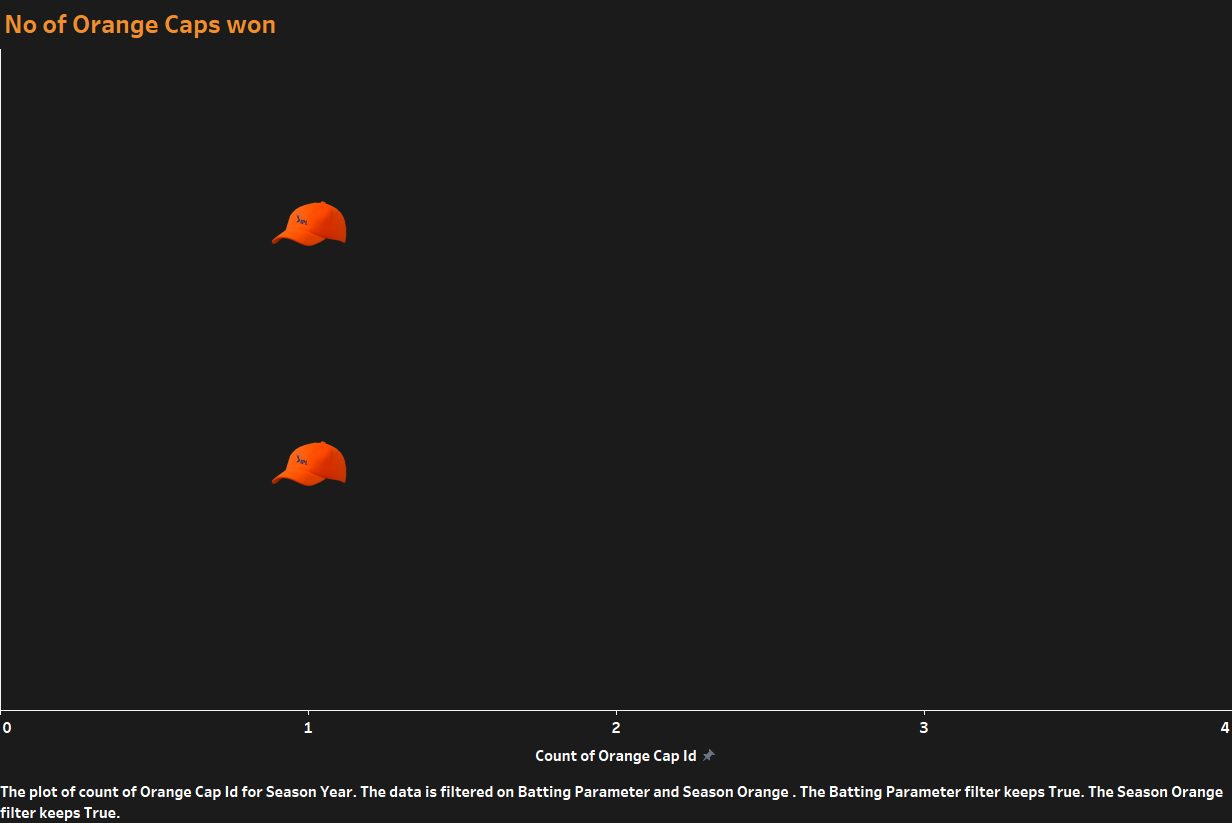 No of Orange Caps won
0
1
2
3
4
Count of Orange Cap Id
The plot of count of Orange Cap Id for Season Year. The data is filtered on Batting Parameter and Season Orange . The Batting Parameter filter keeps True. The Season Orange
filter keeps True.